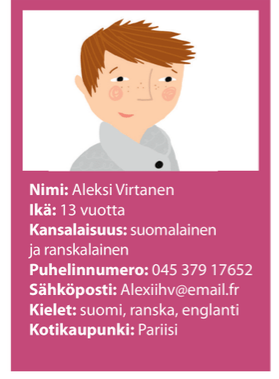 Nimi: Aleksi Virtanen
Ikä: 13 vuotta
Kansalaisuus: suomalainen
ja ranskalainen
Puhelinnumero: 045 379 17652
Sähköposti: Alexiihv@email.fr
Kielet: suomi, ranska, englanti
Kotikaupunki: Pariisi